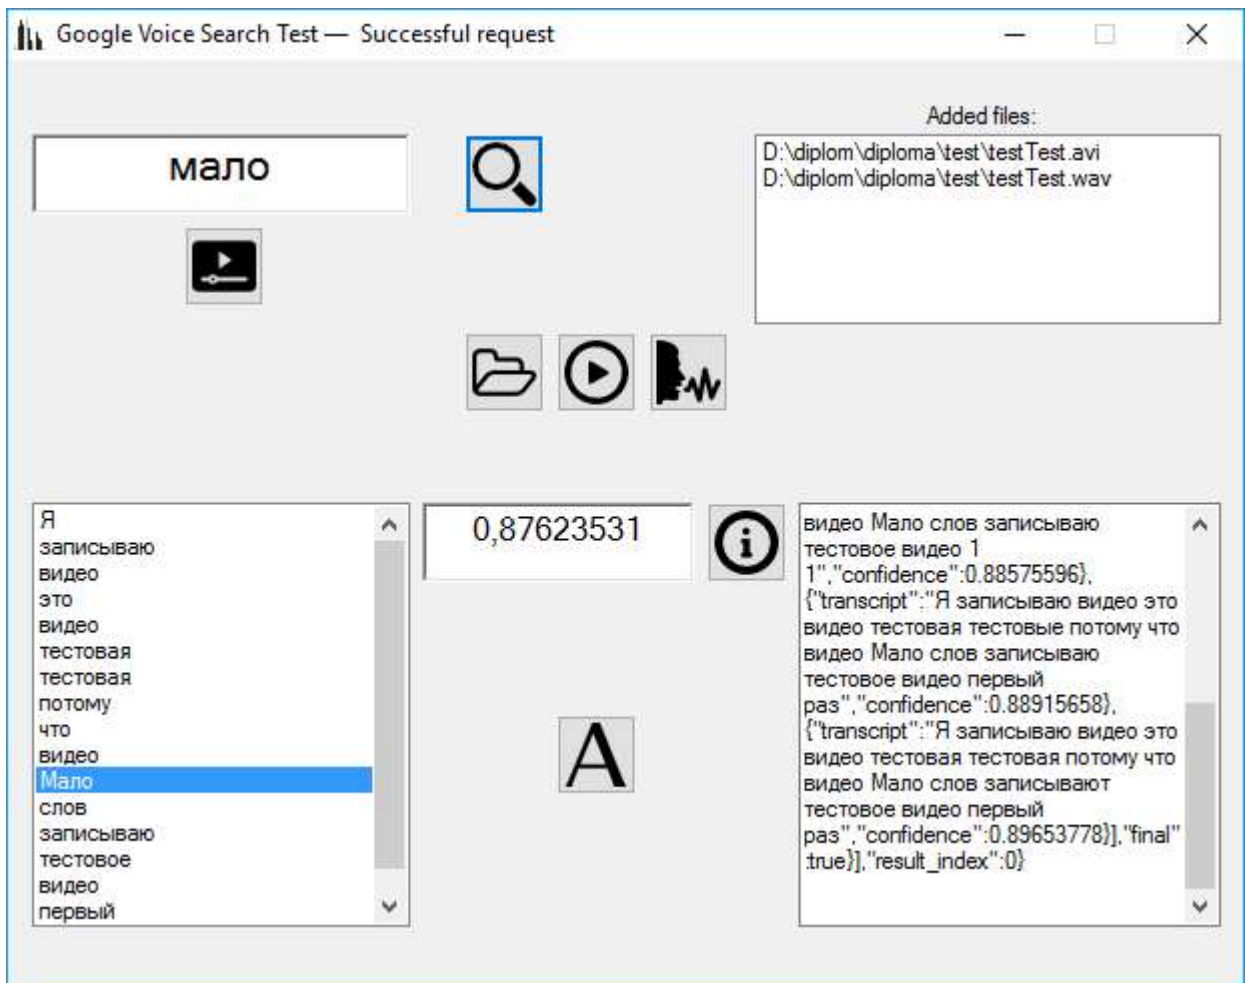 Google Voice Search Test — Successful request
Added files:
мало
D:\diplom\diploma\test\testTest.avi
D:\diplom\diploma\test\testTest.wav
Я
записываю
видео
это
видео
тестовая
тестовая
потому
что
видео
Мало
слов
записываю
тестовое
видео
первый
0,87623531
A
видео Мало слов записываю
тестовое видео 1
1","confidence":0.88575596},
{"transcript":"Я записываю видео это
видео тестовая тестовые потому что
видео Мало слов записываю
тестовое видео первый
раз","confidence":0.88915658},
{"transcript":"Я записываю видео это
видео тестовая тестовая потому что
видео Мало слов записывают
тестовое видео первый
раз","confidence":0.89653778}],"final"
:true}],"result_index":0}